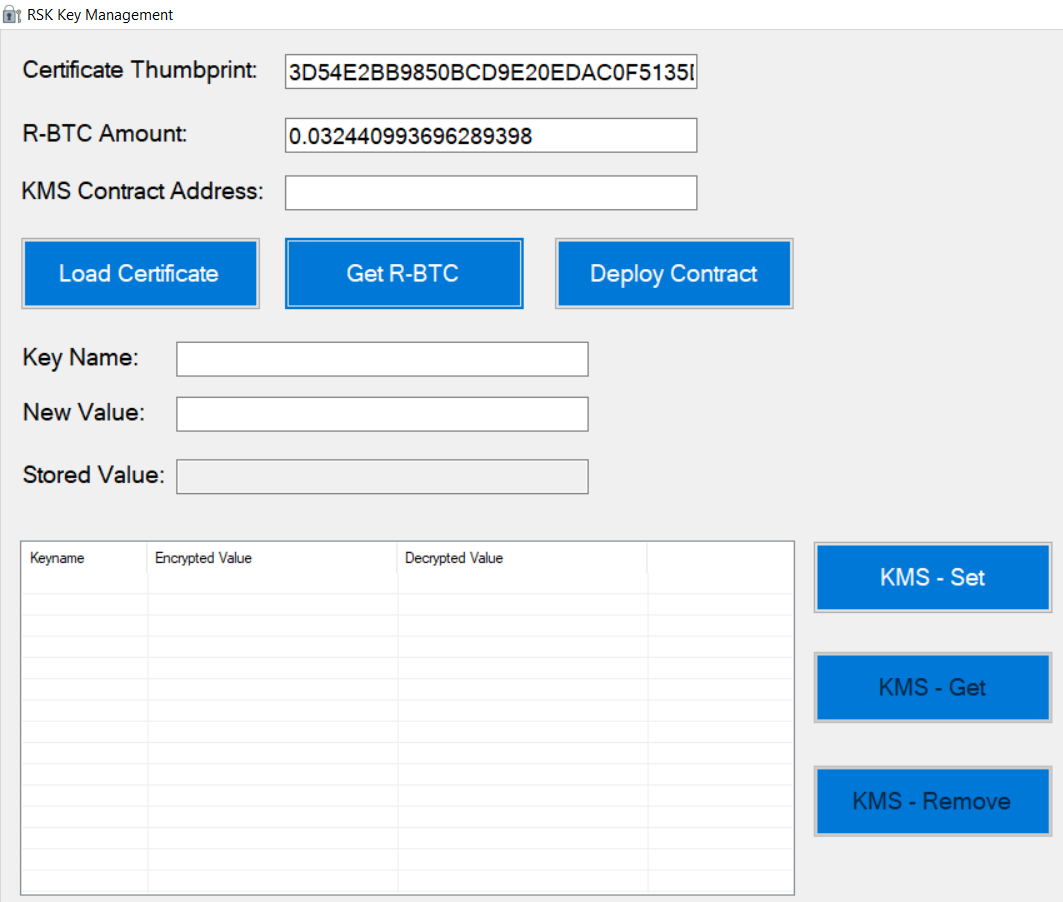 RSK Key Management
Certificate Thumbprint: 3D54E2BB9850BCD9E20EDAC0F5135
R-BTC Amount: 0.032440993696289398
KMS Contract Address:
Load Certificate Get R-BTC Deploy Contract
Key Name:
New Value:
Stored Value:
Keyname Encrypted Value Decrypted Value
KMS - Set
KMS - Get
KMS - Remove